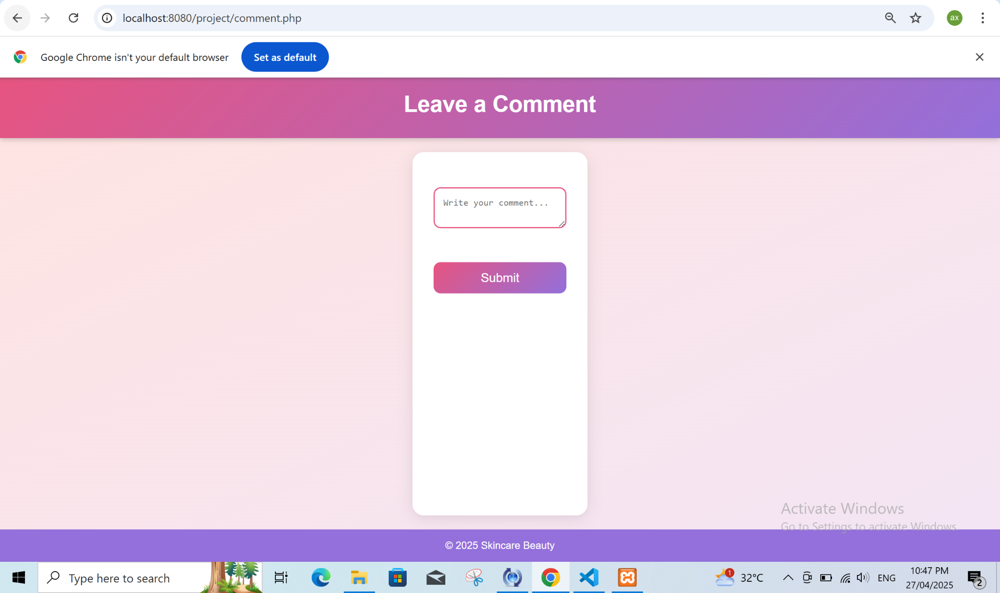 localhost:8080/project/comment.php
ax
Google Chrome isn't your default browser
Set as default
Leave a Comment
Write your comment...
Submit
Activate Windows
Go to Settings to activate Windows.
© 2025 Skincare Beauty
Type here to search
1
32°C
ENG
10:47 PM
27/04/2025
2